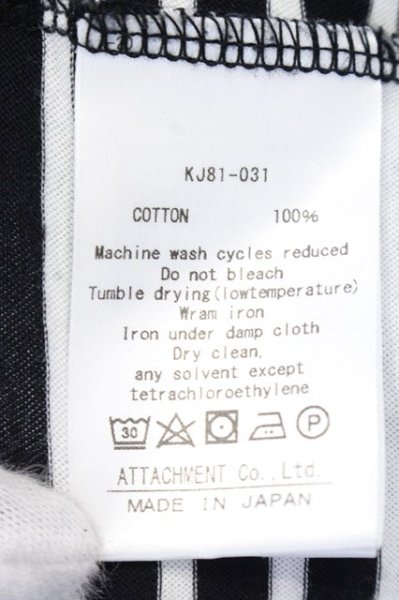 KJ81-031
COTTON 100%
Machine wash cycles reduced
Do not bleach
Tumble drying(lowtemperature)
Wram iron
Iron under damp cloth
Dry clean,
any solvent except
tetrachloroethylene
30 P
ATTACHMENT Co.,Ltd.
MADE IN JAPAN